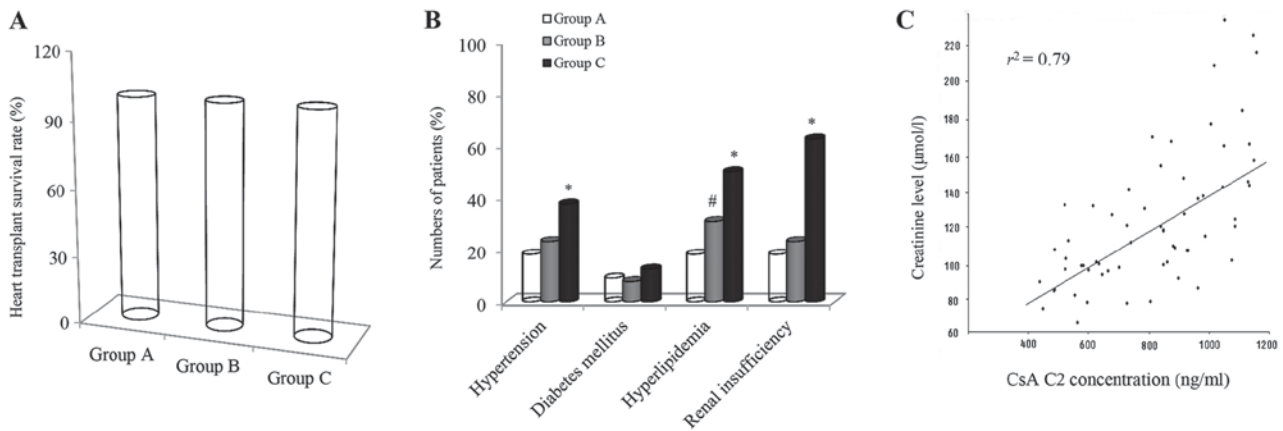 A
Heart transplant survival rate (%)
120
90
60
30
0
Group A
Group B
Group C
B
Group A
Group B
Group C
Numbers of patients (%)
100
80
60
40
20
0
*
#
*
*
Hypertension
Diabetes mellitus
Hyperlipidemia
Renal insufficiency
C
r² = 0.79
Creatinine level (µmol/l)
220
200
180
160
140
120
100
80
60
400
600
800
1000
1200
CsA C2 concentration (ng/ml)